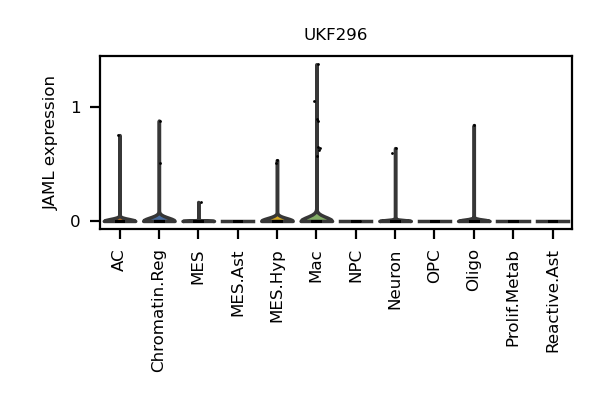 UKF296
JAML expression
1
0
AC
Chromatin.Reg
MES
MES.Ast
MES.Hyp
Mac
NPC
Neuron
OPC
Oligo
Prolif.Metab
Reactive.Ast